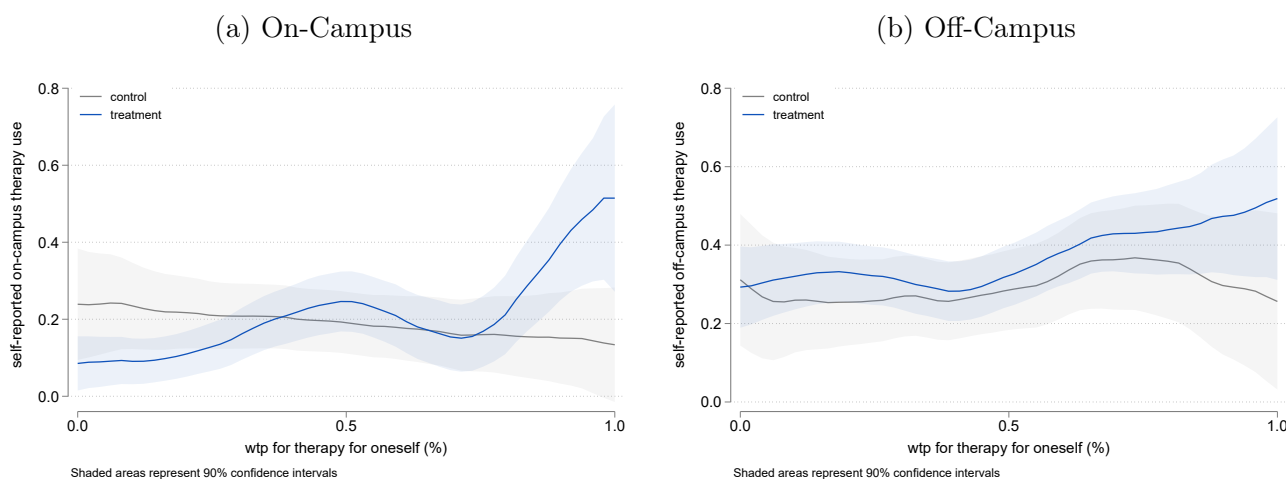 (a) On-Campus
0.8
0.6
0.4
0.2
0.0
self-reported on-campus therapy use
control
treatment
0.0 0.5 1.0
wtp for therapy for oneself (%)
Shaded areas represent 90% confidence intervals
(b) Off-Campus
0.8
0.6
0.4
0.2
0.0
self-reported off-campus therapy use
control
treatment
0.0 0.5 1.0
wtp for therapy for oneself (%)
Shaded areas represent 90% confidence intervals